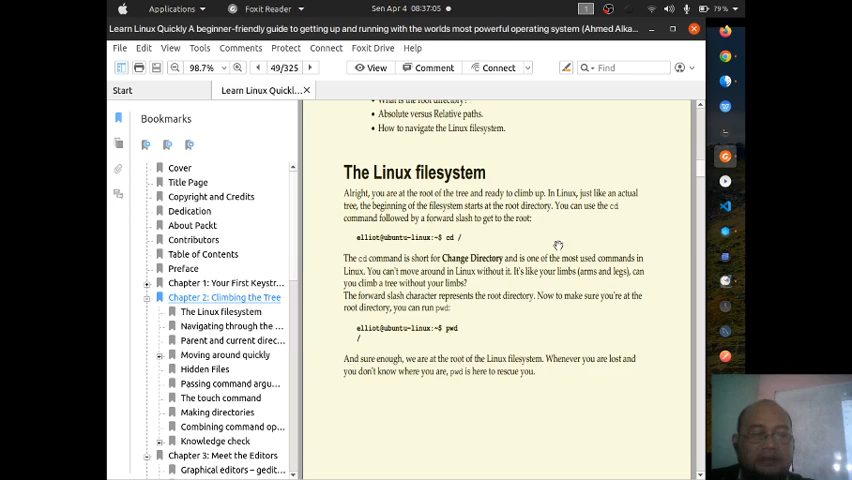 Applications
Foxit Reader
Sen Apr 4 08:37:05
1
79%
Learn Linux Quickly A beginner-friendly guide to getting up and running with the worlds most powerful operating system (Ahmed Alka...
File Edit View Tools Comments Protect Connect Foxit Drive Help
98.7% 49/325 View Comment Connect Find
Start
Learn Linux Quickl...
Bookmarks
Cover
Title Page
Copyright and Credits
Dedication
About Packt
Contributors
Table of Contents
Preface
Chapter 1: Your First Keystr...
Chapter 2: Climbing the Tree
The Linux filesystem
Navigating through the ...
Parent and current direc...
Moving around quickly
Hidden Files
Passing command argu...
The touch command
Making directories
Combining command op...
Knowledge check
Chapter 3: Meet the Editors
Graphical editors – gedit...
• What is the root directory?
• Absolute versus Relative paths.
• How to navigate the Linux filesystem.
The Linux filesystem
Alright, you are at the root of the tree and ready to climb up. In Linux, just like an actual
tree, the beginning of the filesystem starts at the root directory. You can use the cd
command followed by a forward slash to get to the root:
elliot@ubuntu-linux:~$ cd /
The cd command is short for Change Directory and is one of the most used commands in
Linux. You can't move around in Linux without it. It's like your limbs (arms and legs), can
you climb a tree without your limbs?
The forward slash character represents the root directory. Now to make sure you're at the
root directory, you can run pwd:
elliot@ubuntu-linux:~$ pwd
/
And sure enough, we are at the root of the Linux filesystem. Whenever you are lost and
you don't know where you are, pwd is here to rescue you.